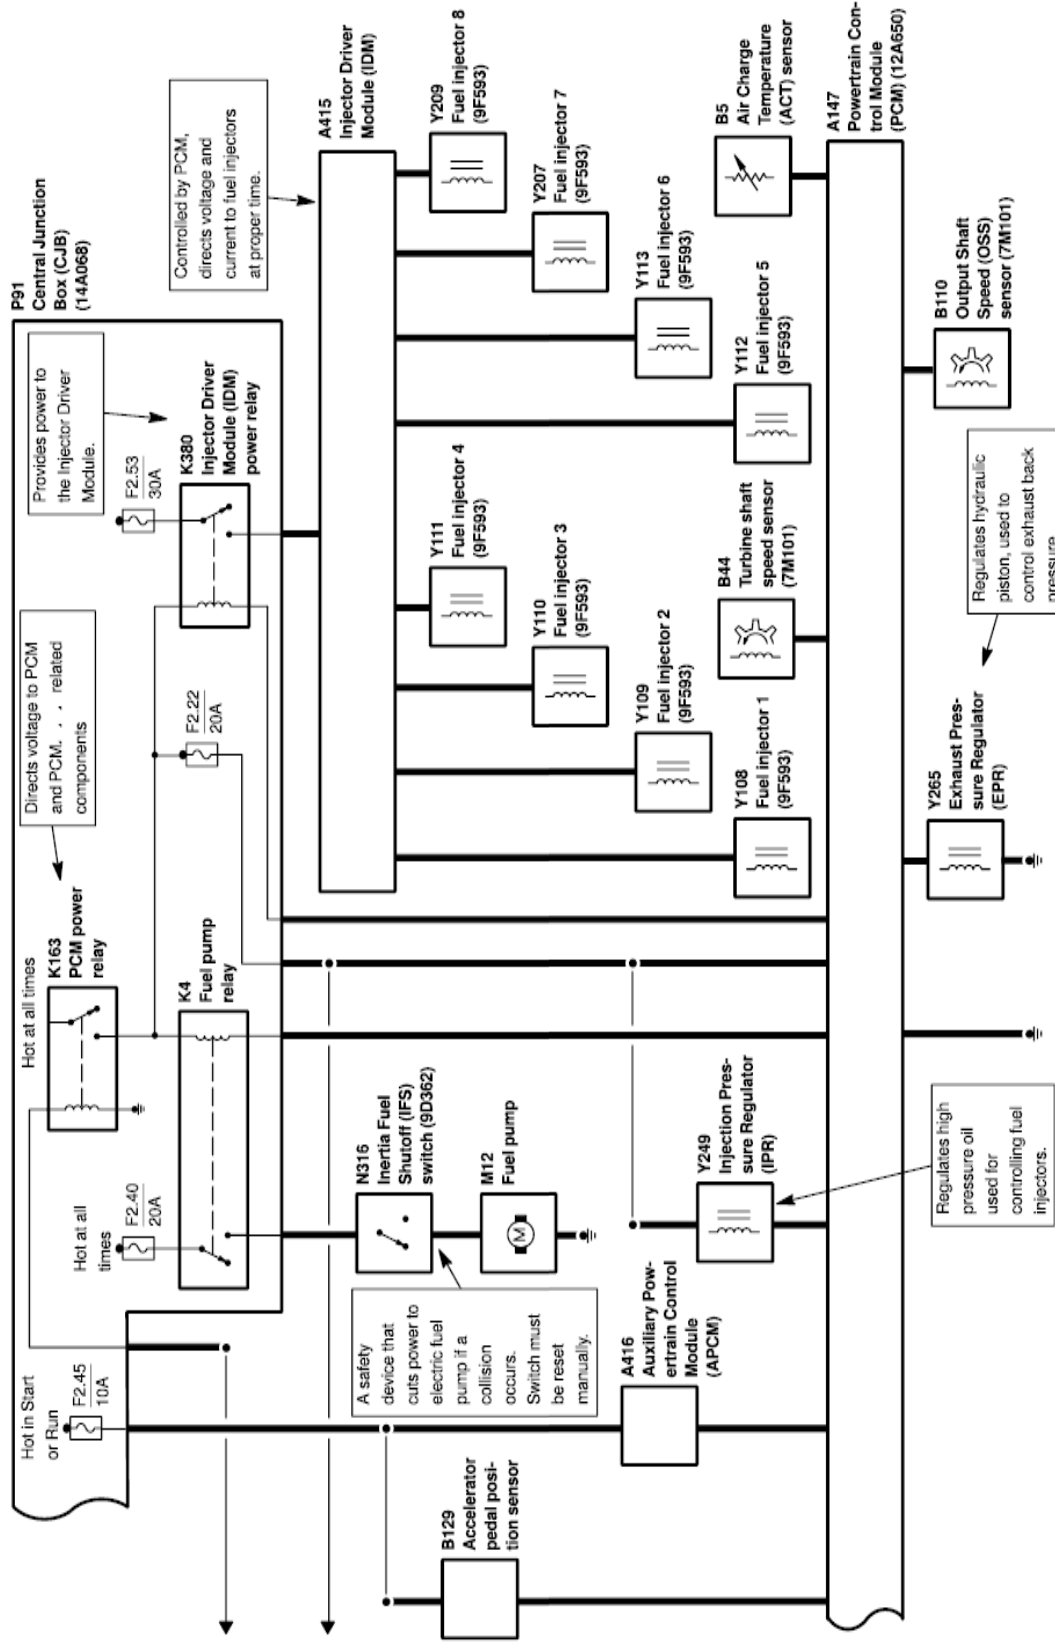 P91
Central Junction
Box (CJB)
(14A068)
Hot in Start
or Run
F2.45
10A
Hot at all
times
F2.40
20A
Hot at all times
K163
PCM power
relay
Directs voltage to PCM
and PCM. . . related
components
K4
Fuel pump
relay
F2.22
20A
Provides power to
the Injector Driver
Module.
F2.53
30A
K380
Injector Driver
Module (IDM)
power relay
Controlled by PCM,
directs voltage and
current to fuel injectors
at proper time.
A415
Injector Driver
Module (IDM)
N316
Inertia Fuel
Shutoff (IFS)
switch (9D362)
M12
Fuel pump
M
A safety
device that
cuts power to
electric fuel
pump if a
collision
occurs.
Switch must
be reset
manually.
Y111
Fuel injector 4
(9F593)
Y110
Fuel injector 3
(9F593)
Y109
Fuel injector 2
(9F593)
Y108
Fuel injector 1
(9F593)
Y209
Fuel injector 8
(9F593)
Y207
Fuel injector 7
(9F593)
Y113
Fuel injector 6
(9F593)
Y112
Fuel injector 5
(9F593)
B129
Accelerator
pedal posi-
tion sensor
A416
Auxiliary Pow-
ertrain Control
Module
(APCM)
Y249
Injection Pres-
sure Regulator
(IPR)
B44
Turbine shaft
speed sensor
(7M101)
B5
Air Charge
Temperature
(ACT) sensor
A147
Powertrain Con-
trol Module
(PCM) (12A650)
Regulates high
pressure oil
used for
controlling fuel
injectors.
Y265
Exhaust Pres-
sure Regulator
(EPR)
Regulates hydraulic
piston, used to
control exhaust back
pressure
B110
Output Shaft
Speed (OSS)
sensor (7M101)